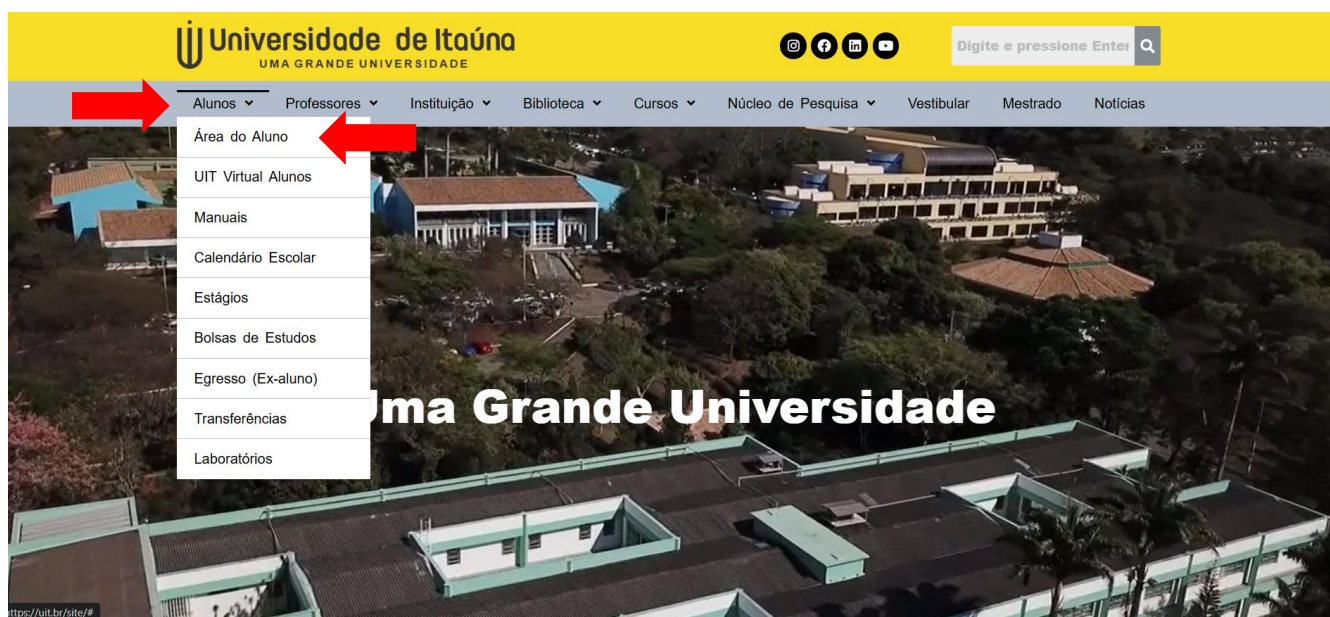 Universidade de Itaúna
UMA GRANDE UNIVERSIDADE
Digite e pressione Enter
Alunos
Professores
Instituição
Biblioteca
Cursos
Núcleo de Pesquisa
Vestibular
Mestrado
Notícias
Área do Aluno
UIT Virtual Alunos
Manuais
Calendário Escolar
Estágios
Bolsas de Estudos
Egresso (Ex-aluno)
Transferências
Laboratórios
Uma Grande Universidade
https://uit.br/site/#